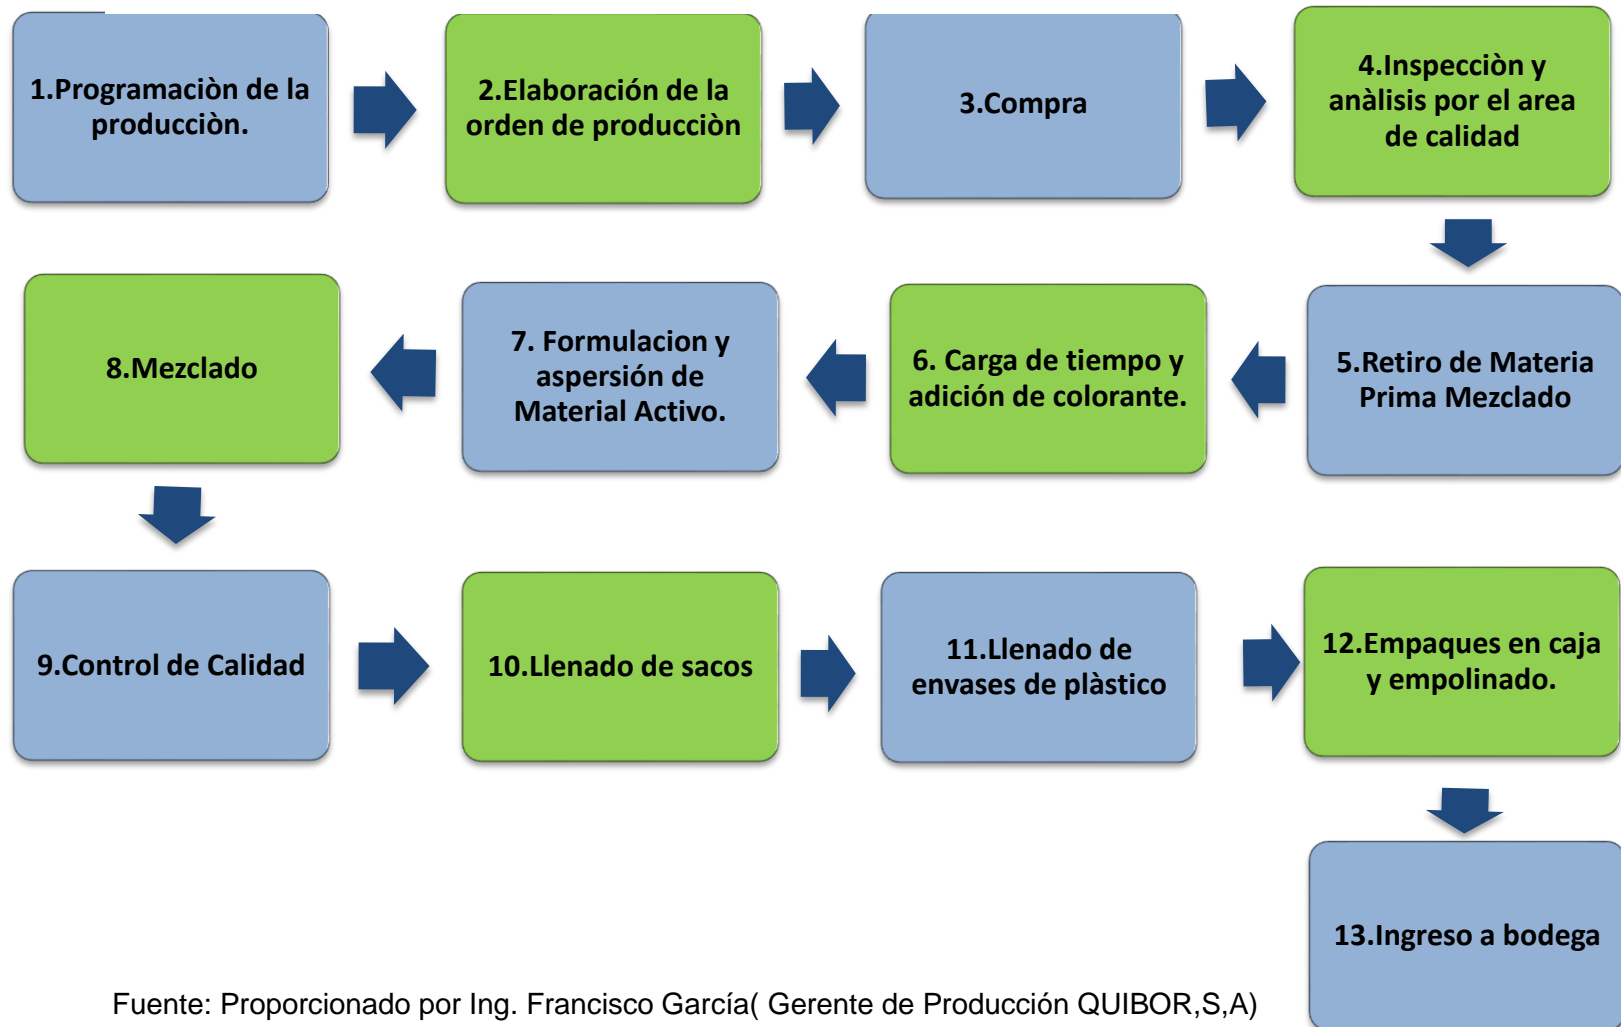 1.Programaciòn de la
producciòn.
2.Elaboración de la
orden de producciòn
3.Compra
4.Inspecciòn y
anàlisis por el area
de calidad
5.Retiro de Materia
Prima Mezclado
6. Carga de tiempo y
adición de colorante.
7. Formulacion y
aspersión de
Material Activo.
8.Mezclado
9.Control de Calidad
10.Llenado de sacos
11.Llenado de
envases de plàstico
12.Empaques en caja
y empolinado.
13.Ingreso a bodega
Fuente: Proporcionado por Ing. Francisco García( Gerente de Producción QUIBOR,S,A)